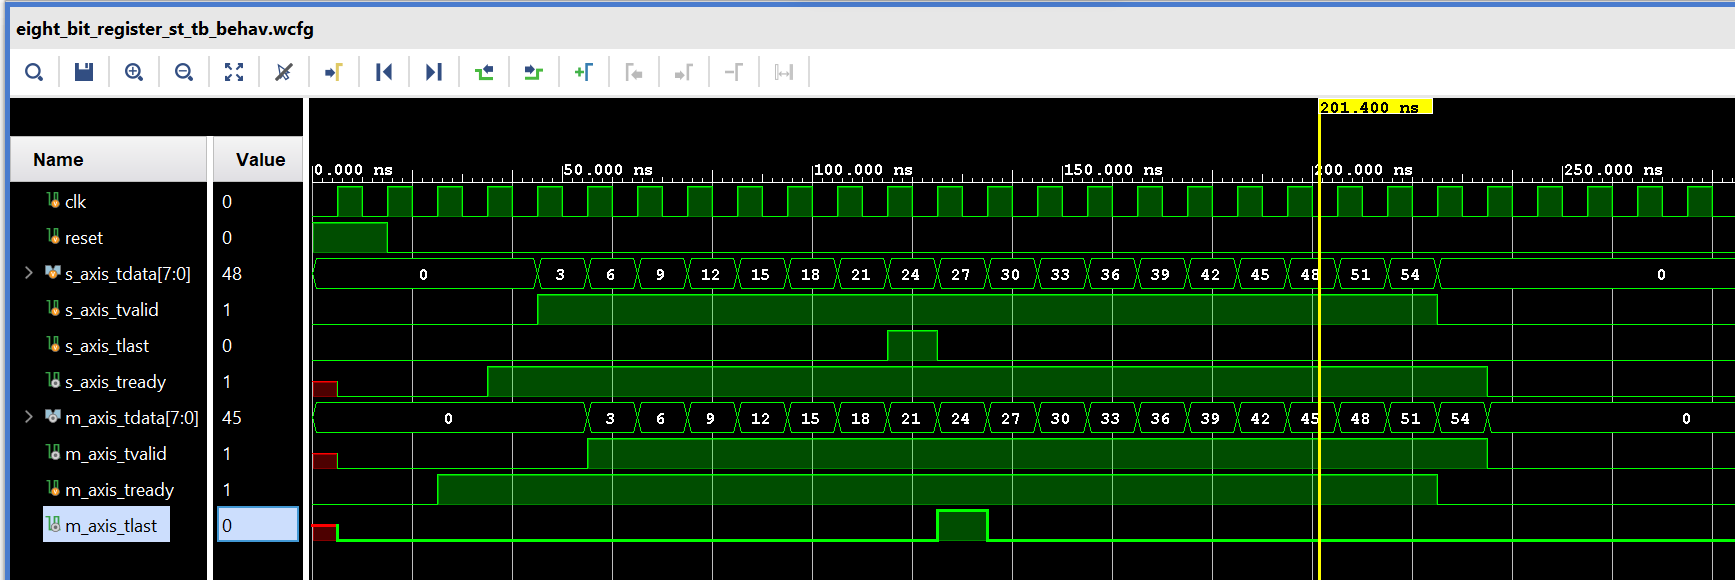 eight_bit_register_st_tb_behav.wcfg
201.400 ns
Name Value 0.000 ns 50.000 ns 100.000 ns 150.000 ns 200.000 ns 250.000 ns
clk 0
reset 0
s_axis_tdata[7:0] 48 0 3 6 9 12 15 18 21 24 27 30 33 36 39 42 45 48 51 54 0
s_axis_tvalid 1
s_axis_tlast 0
s_axis_tready 1
m_axis_tdata[7:0] 45 0 3 6 9 12 15 18 21 24 27 30 33 36 39 42 45 48 51 54 0
m_axis_tvalid 1
m_axis_tready 1
m_axis_tlast 0